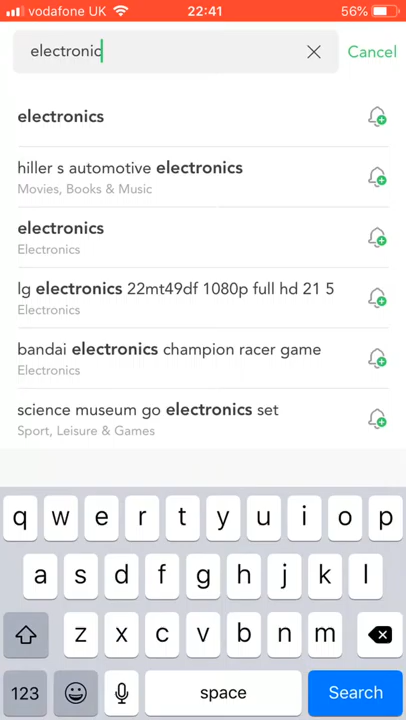 vodafone UK 22:41 56%
electronic Cancel
electronics
hiller s automotive electronics
Movies, Books & Music
electronics
Electronics
lg electronics 22mt49df 1080p full hd 21 5
Electronics
bandai electronics champion racer game
Electronics
science museum go electronics set
Sport, Leisure & Games
q w e r t y u i o p
a s d f g h j k l
z x c v b n m
123 space Search